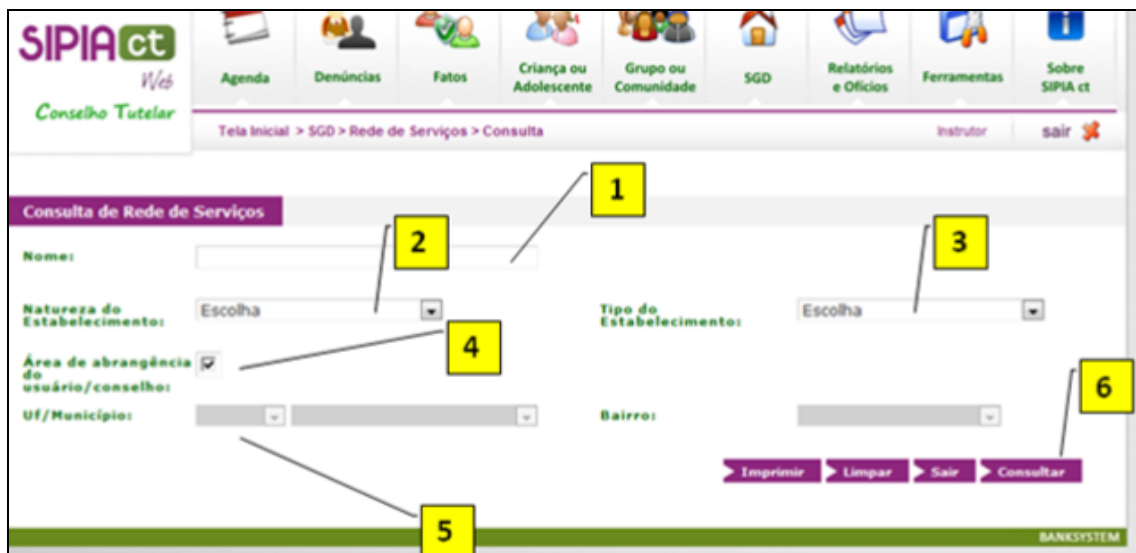 SIPIA ct
Web
Conselho Tutelar
Agenda
Denúncias
Fatos
Criança ou
Adolescente
Grupo ou
Comunidade
SGD
Relatórios
e Ofícios
Ferramentas
Sobre
SIPIA ct
Tela Inicial > SGD > Rede de Serviços > Consulta
Instrutor
sair
1
Consulta de Rede de Serviços
2
3
Nome:
Natureza do
Estabelecimento:
Escolha
Tipo do
Estabelecimento:
Escolha
4
Área de abrangência
do
usuário/conselho:
6
Uf/Município:
Bairro:
Imprimir
Limpar
Sair
Consultar
5
BANKSYSTEM